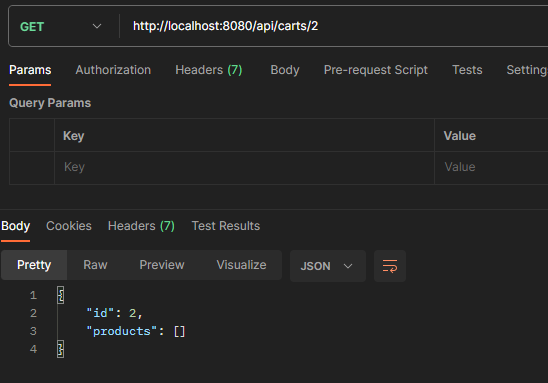 GET http://localhost:8080/api/carts/2
Params Authorization Headers (7) Body Pre-request Script Tests Setting
Query Params
Key Value
Key Value
Body Cookies Headers (7) Test Results
Pretty Raw Preview Visualize JSON
1 {
2 "id": 2,
3 "products": []
4 }